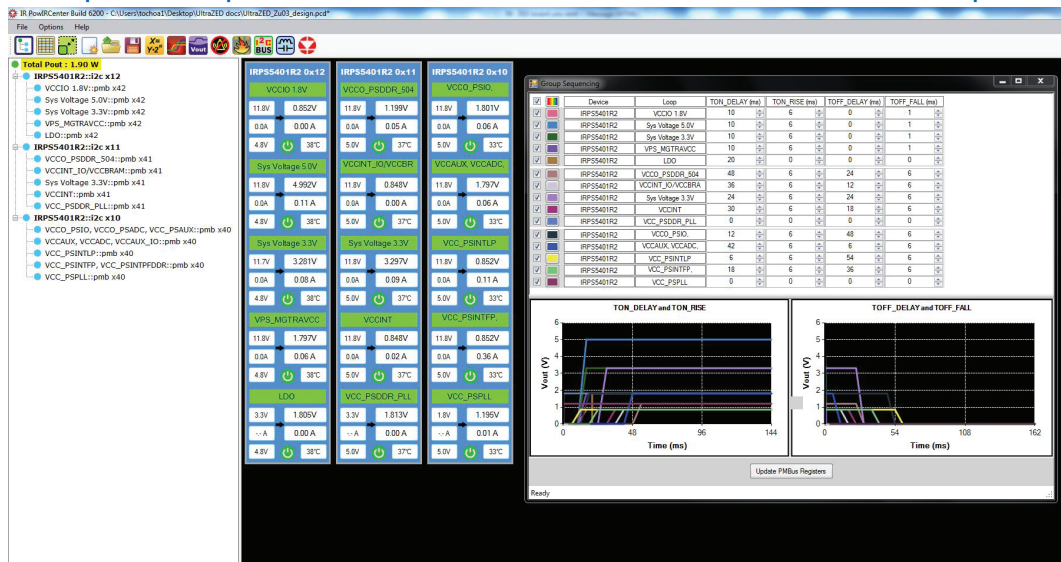 IR PowIRCenter Build 6200 - C:\Users\tochoa1\Desktop\UltraZED docs\UltraZED_Zu03_design.pcd*
File Options Help
X= Y·2ⁿ Vout I²C BUS
Total Pout : 1.90 W
IRPS5401R2::i2c x12
VCCIO 1.8V::pmb x42
Sys Voltage 5.0V::pmb x42
Sys Voltage 3.3V::pmb x42
VPS_MGTRAVCC::pmb x42
LDO::pmb x42
IRPS5401R2::i2c x11
VCCO_PSDDR_504::pmb x41
VCCINT_IO/VCCBRAM::pmb x41
Sys Voltage 3.3V::pmb x41
VCCINT::pmb x41
VCC_PSDDR_PLL::pmb x41
IRPS5401R2::i2c x10
VCCO_PSIO, VCCO_PSADC, VCC_PSAUX::pmb x40
VCCAUX, VCCADC, VCCAUX_IO::pmb x40
VCC_PSINTLP::pmb x40
VCC_PSINTFP, VCC_PSINTPFDDR::pmb x40
VCC_PSPLL::pmb x40
IRPS5401R2 0x12
VCCIO 1.8V
11.8V 0.852V
0.0A 0.00 A
4.8V 38°C
Sys Voltage 5.0V
11.8V 4.992V
0.0A 0.11 A
4.8V 38°C
Sys Voltage 3.3V
11.7V 3.281V
0.0A 0.08 A
4.8V 38°C
VPS_MGTRAVCC
11.8V 1.797V
0.0A 0.06 A
4.8V 38°C
LDO
3.3V 1.805V
-.- A 0.00 A
4.8V 38°C
IRPS5401R2 0x11
VCCO_PSDDR_504
11.8V 1.199V
0.0A 0.05 A
5.0V 37°C
VCCINT_IO/VCCBR
11.8V 0.848V
0.0A 0.00 A
5.0V 37°C
Sys Voltage 3.3V
11.8V 3.297V
0.0A 0.09 A
5.0V 37°C
VCCINT
11.8V 0.848V
0.0A 0.02 A
5.0V 37°C
VCC_PSDDR_PLL
3.3V 1.813V
-.- A 0.00 A
5.0V 37°C
IRPS5401R2 0x10
VCCO_PSIO,
11.8V 1.801V
0.0A 0.06 A
5.0V 33°C
VCCAUX, VCCADC,
11.8V 1.797V
0.0A 0.06 A
5.0V 33°C
VCC_PSINTLP
11.8V 0.852V
0.0A 0.11 A
5.0V 33°C
VCC_PSINTFP,
11.8V 0.852V
0.0A 0.36 A
5.0V 33°C
VCC_PSPLL
1.8V 1.195V
-.- A 0.01 A
5.0V 33°C
Group Sequencing
Device Loop TON_DELAY (ms) TON_RISE (ms) TOFF_DELAY (ms) TOFF_FALL (ms)
IRPS5401R2 VCCIO 1.8V 10 6 0 1
IRPS5401R2 Sys Voltage 5.0V 10 6 0 1
IRPS5401R2 Sys Voltage 3.3V 10 6 0 1
IRPS5401R2 VPS_MGTRAVCC 10 6 0 1
IRPS5401R2 LDO 20 0 0 0
IRPS5401R2 VCCO_PSDDR_504 48 6 24 6
IRPS5401R2 VCCINT_IO/VCCBRA 36 6 12 6
IRPS5401R2 Sys Voltage 3.3V 24 6 24 6
IRPS5401R2 VCCINT 30 6 18 6
IRPS5401R2 VCC_PSDDR_PLL 0 0 0 0
IRPS5401R2 VCCO_PSIO, 12 6 48 6
IRPS5401R2 VCCAUX, VCCADC, 42 6 6 6
IRPS5401R2 VCC_PSINTLP 6 6 54 6
IRPS5401R2 VCC_PSINTFP, 18 6 36 6
IRPS5401R2 VCC_PSPLL 0 0 0 0
TON_DELAY and TON_RISE
Vout (V)
6
5
4
3
2
1
0
0 48 96 144
Time (ms)
TOFF_DELAY and TOFF_FALL
Vout (V)
6
5
4
3
2
1
0
0 54 108 162
Time (ms)
Update PMBus Registers
Ready